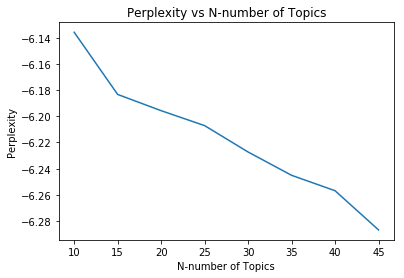 Perplexity vs N-number of Topics
−6.14
−6.16
−6.18
−6.20
−6.22
−6.24
−6.26
−6.28
Perplexity
10 15 20 25 30 35 40 45
N-number of Topics